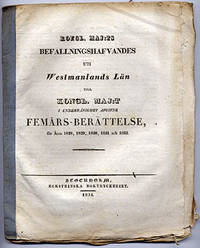 KONGL. MAJ:TS
BEFALLNINGSHAFVANDES
UTI
Westmanlands Län
TILL
KONGL. MAJ:T
I UNDERDÅNIGHET AFGIFNE
FEMÅRS-BERÄTTELSE,
för åren 1828, 1829, 1830, 1831 och 1832.
STOCKHOLM,
ECKSTEINSKA BOKTRYCKERIET.
1834.